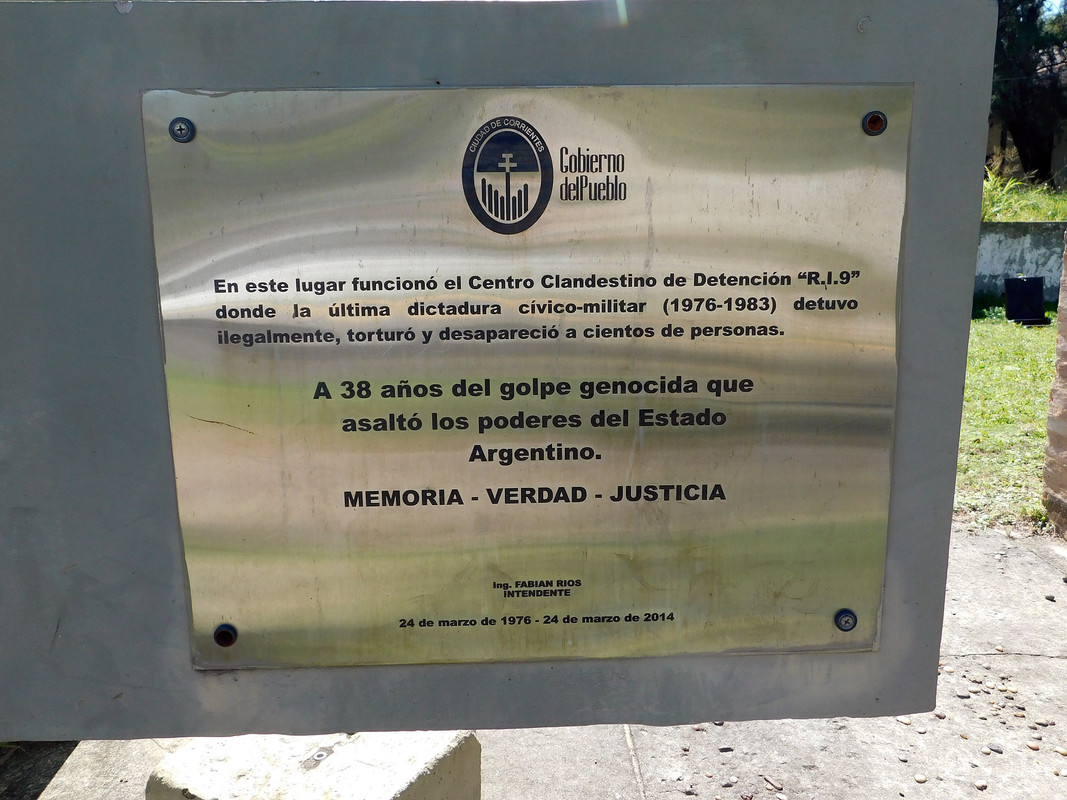 CIUDAD DE CORRIENTES
Gobierno
delPueblo
En este lugar funcionó el Centro Clandestino de Detención “R.I.9”
donde la última dictadura cívico-militar (1976-1983) detuvo
ilegalmente, torturó y desapareció a cientos de personas.
A 38 años del golpe genocida que
asaltó los poderes del Estado
Argentino.
MEMORIA - VERDAD - JUSTICIA
Ing. FABIAN RIOS
INTENDENTE
24 de marzo de 1976 - 24 de marzo de 2014